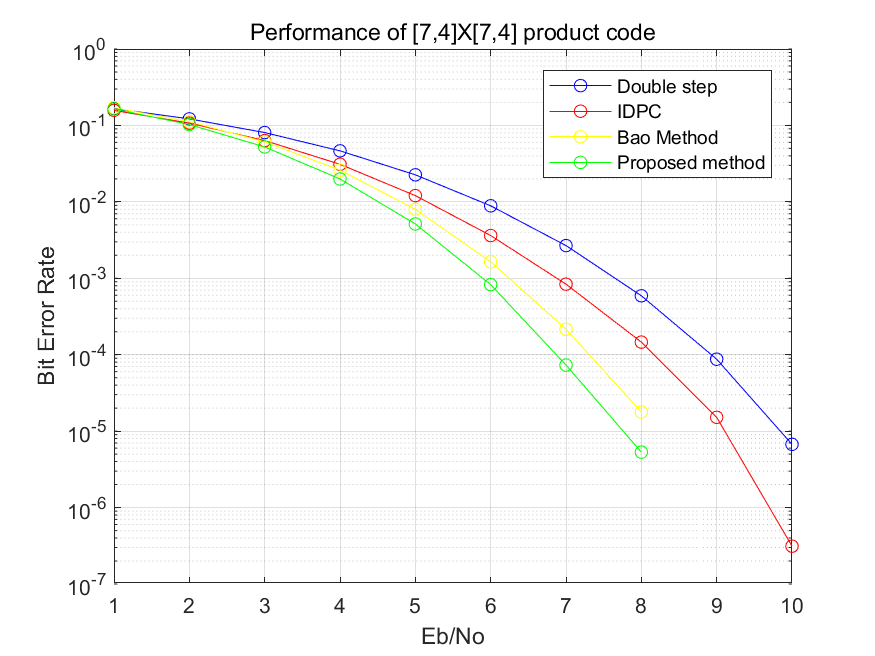 Performance of [7,4]X[7,4] product code
10^0
10^-1
10^-2
10^-3
10^-4
10^-5
10^-6
10^-7
Bit Error Rate
Double step
IDPC
Bao Method
Proposed method
1 2 3 4 5 6 7 8 9 10
Eb/No